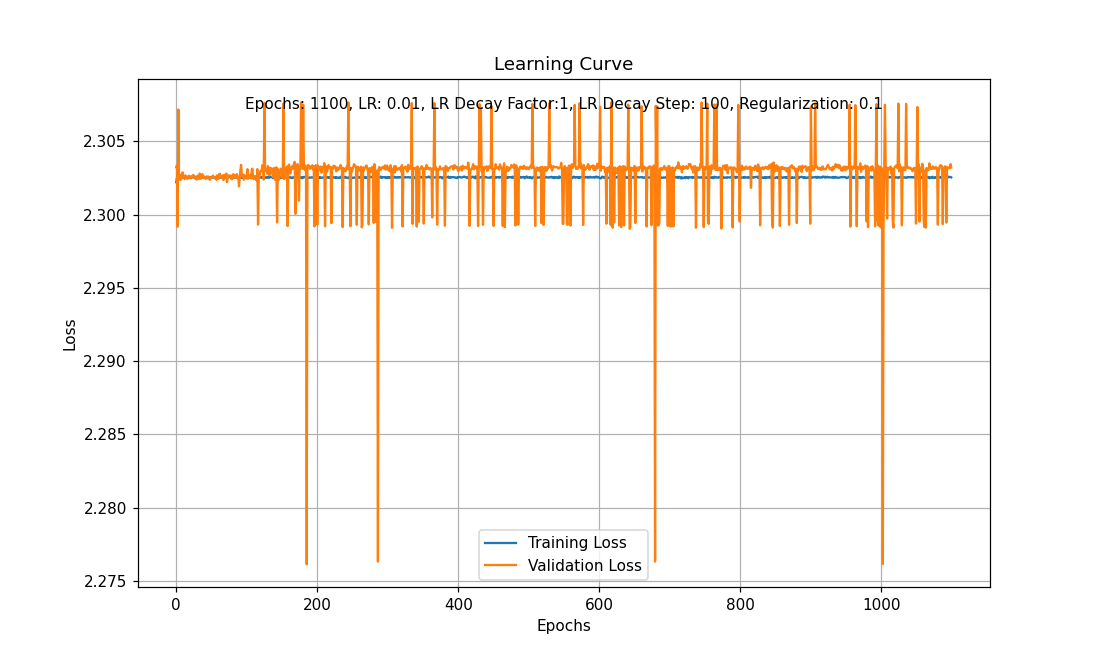 Learning Curve
Epochs: 1100, LR: 0.01, LR Decay Factor:1, LR Decay Step: 100, Regularization: 0.1
2.305
2.300
2.295
2.290
2.285
2.280
2.275
Loss
Training Loss
Validation Loss
0 200 400 600 800 1000
Epochs